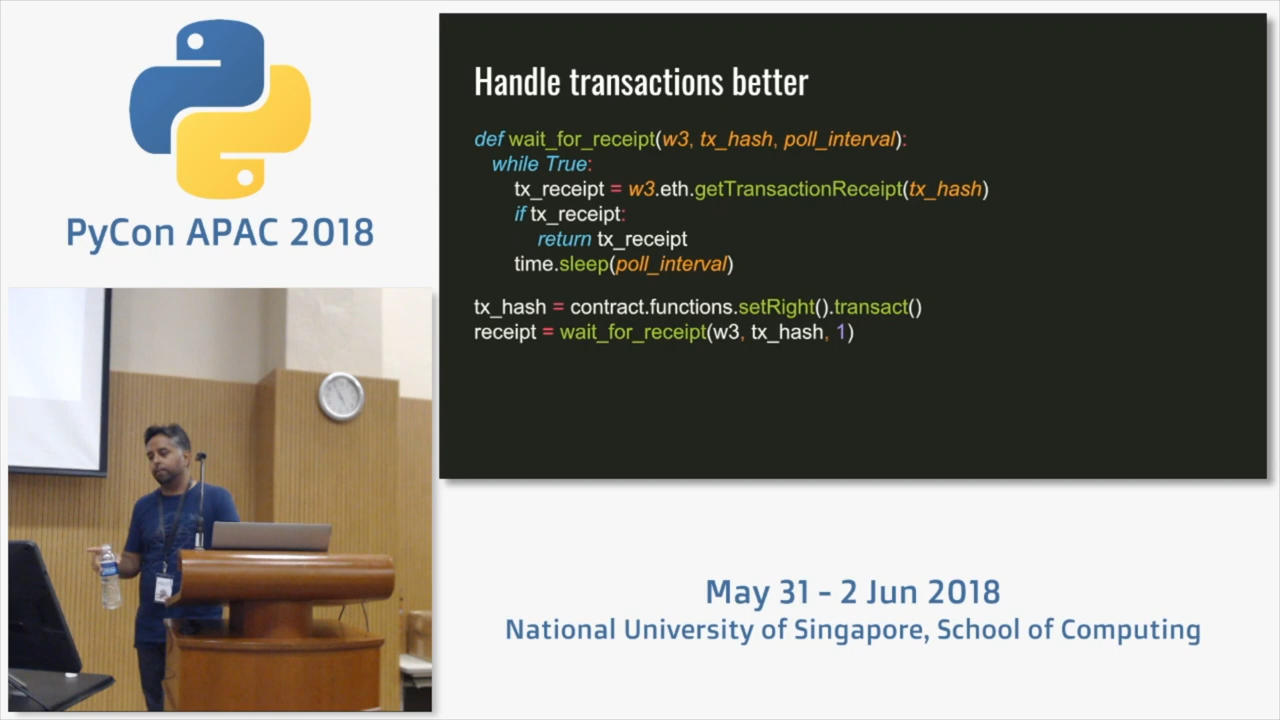 PyCon APAC 2018
Handle transactions better
def wait_for_receipt(w3, tx_hash, poll_interval):
while True:
tx_receipt = w3.eth.getTransactionReceipt(tx_hash)
if tx_receipt:
return tx_receipt
time.sleep(poll_interval)
tx_hash = contract.functions.setRight().transact()
receipt = wait_for_receipt(w3, tx_hash, 1)
May 31 - 2 Jun 2018
National University of Singapore, School of Computing